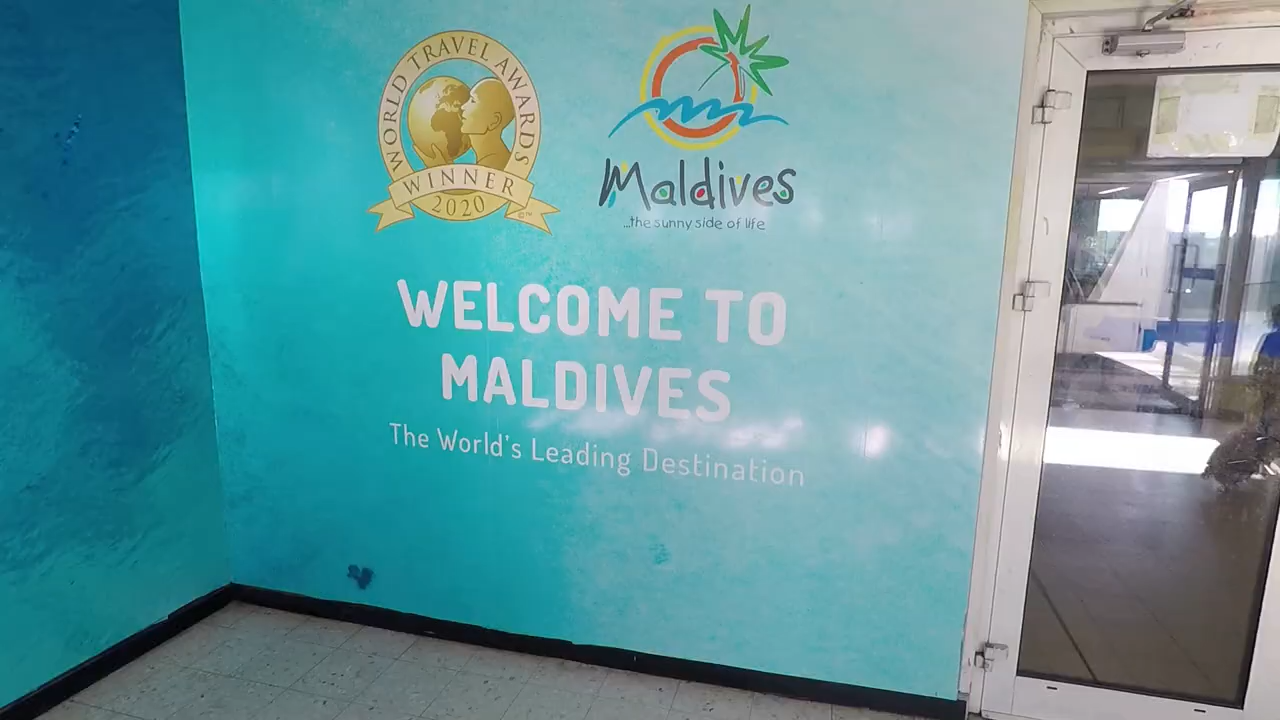 WORLD TRAVEL AWARDS
WINNER
2020
Maldives
...the sunny side of life
WELCOME TO
MALDIVES
The World's Leading Destination